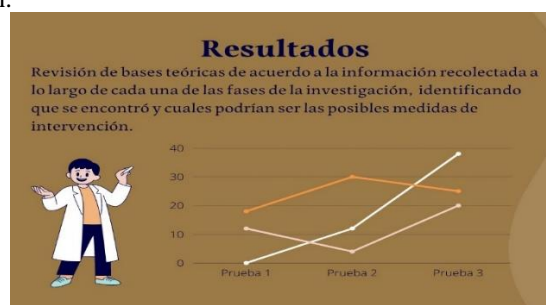 Resultados
Revisión de bases teóricas de acuerdo a la información recolectada a
lo largo de cada una de las fases de la investigación, identificando
que se encontró y cuales podrían ser las posibles medidas de
intervención.
40
30
20
10
0
Prueba 1 Prueba 2 Prueba 3